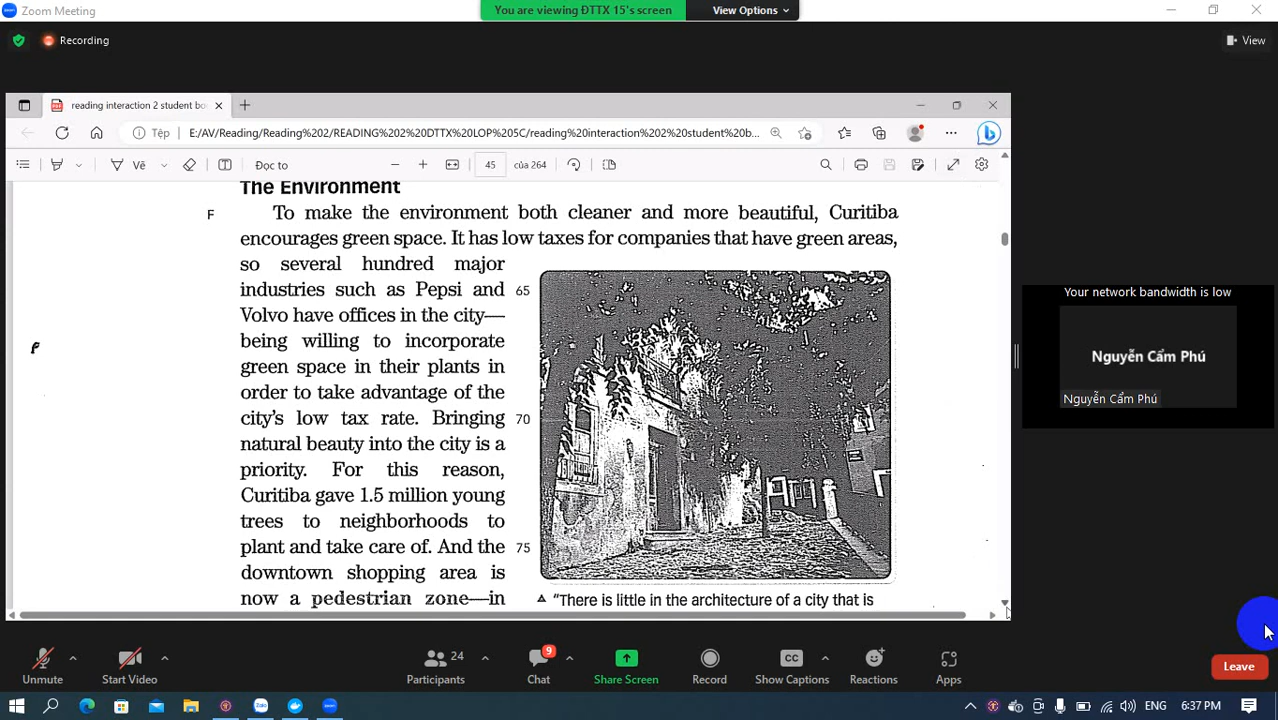 Zoom Meeting
You are viewing ĐTTX 15's screen
View Options
Recording
View
reading interaction 2 student bo
Tệp
E:/AV/Reading/Reading%202/READING%202%20DTTX%20LOP%205C/reading%20interaction%202%20student%20b...
Vẽ
Đọc to
45
của 264
The Environment
F
To make the environment both cleaner and more beautiful, Curitiba
encourages green space. It has low taxes for companies that have green areas,
so several hundred major
industries such as Pepsi and
65
Volvo have offices in the city—
being willing to incorporate
green space in their plants in
order to take advantage of the
city's low tax rate. Bringing
70
natural beauty into the city is a
priority. For this reason,
Curitiba gave 1.5 million young
trees to neighborhoods to
plant and take care of. And the
75
downtown shopping area is
now a pedestrian zone—in
"There is little in the architecture of a city that is
Your network bandwidth is low
Nguyễn Cẩm Phú
Nguyễn Cẩm Phú
Unmute
Start Video
24
Participants
9
Chat
Share Screen
Record
CC
Show Captions
Reactions
Apps
Leave
ENG
6:37 PM